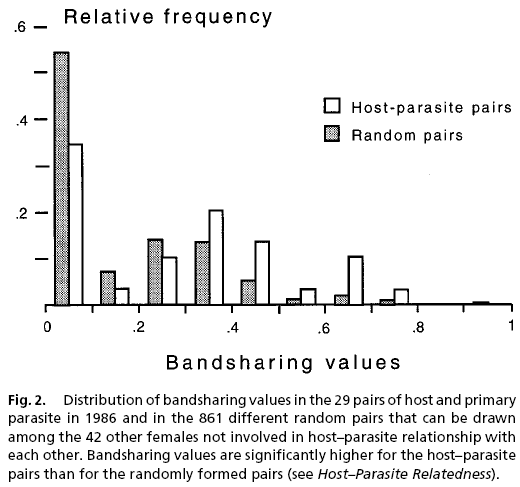 Relative frequency
.6
.4
.2
Host-parasite pairs
Random pairs
0 .2 .4 .6 .8 1
Bandsharing values
Fig. 2. Distribution of bandsharing values in the 29 pairs of host and primary
parasite in 1986 and in the 861 different random pairs that can be drawn
among the 42 other females not involved in host–parasite relationship with
each other. Bandsharing values are significantly higher for the host–parasite
pairs than for the randomly formed pairs (see Host–Parasite Relatedness).